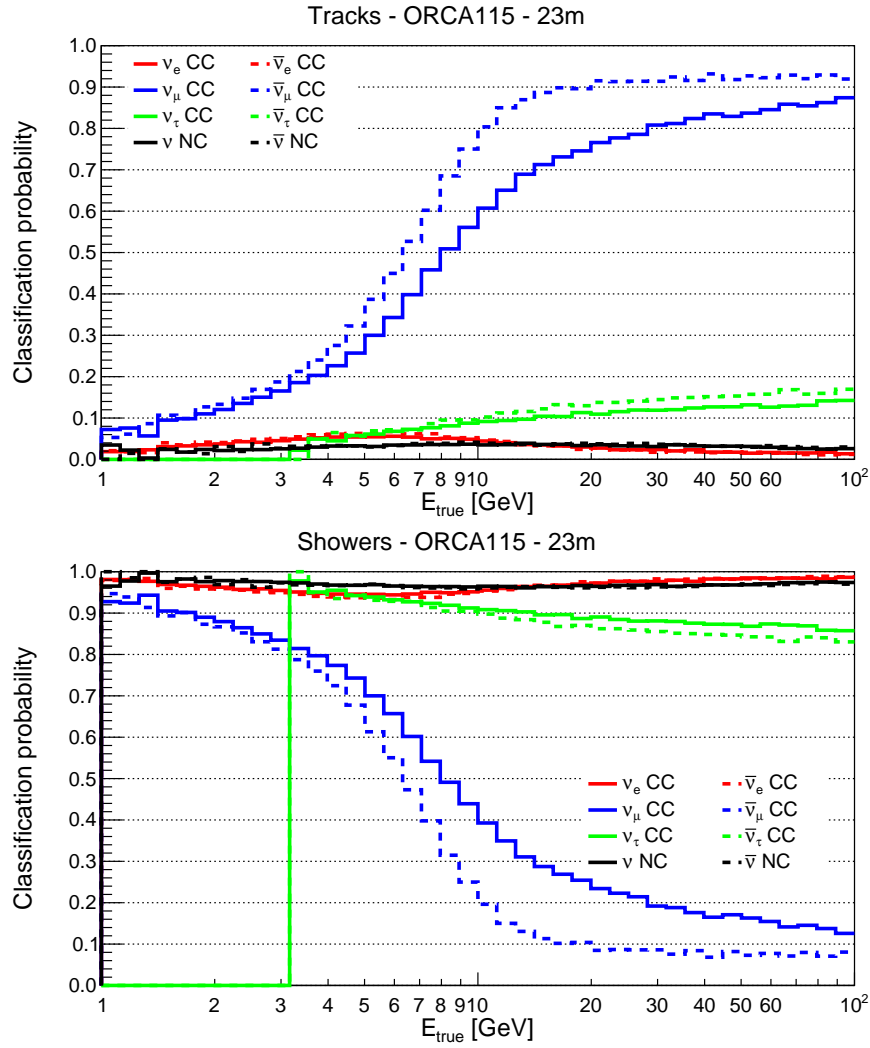 Tracks - ORCA115 - 23m
Classification probability
1.0
0.9
0.8
0.7
0.6
0.5
0.4
0.3
0.2
0.1
0.0
νe CC ν̄e CC
νμ CC ν̄μ CC
ντ CC ν̄τ CC
ν NC ν̄ NC
1 2 3 4 5 6 7 8 910 20 30 40 50 60 10²
Etrue [GeV]
Showers - ORCA115 - 23m
Classification probability
1.0
0.9
0.8
0.7
0.6
0.5
0.4
0.3
0.2
0.1
0.0
νe CC ν̄e CC
νμ CC ν̄μ CC
ντ CC ν̄τ CC
ν NC ν̄ NC
1 2 3 4 5 6 7 8 910 20 30 40 50 60 10²
Etrue [GeV]